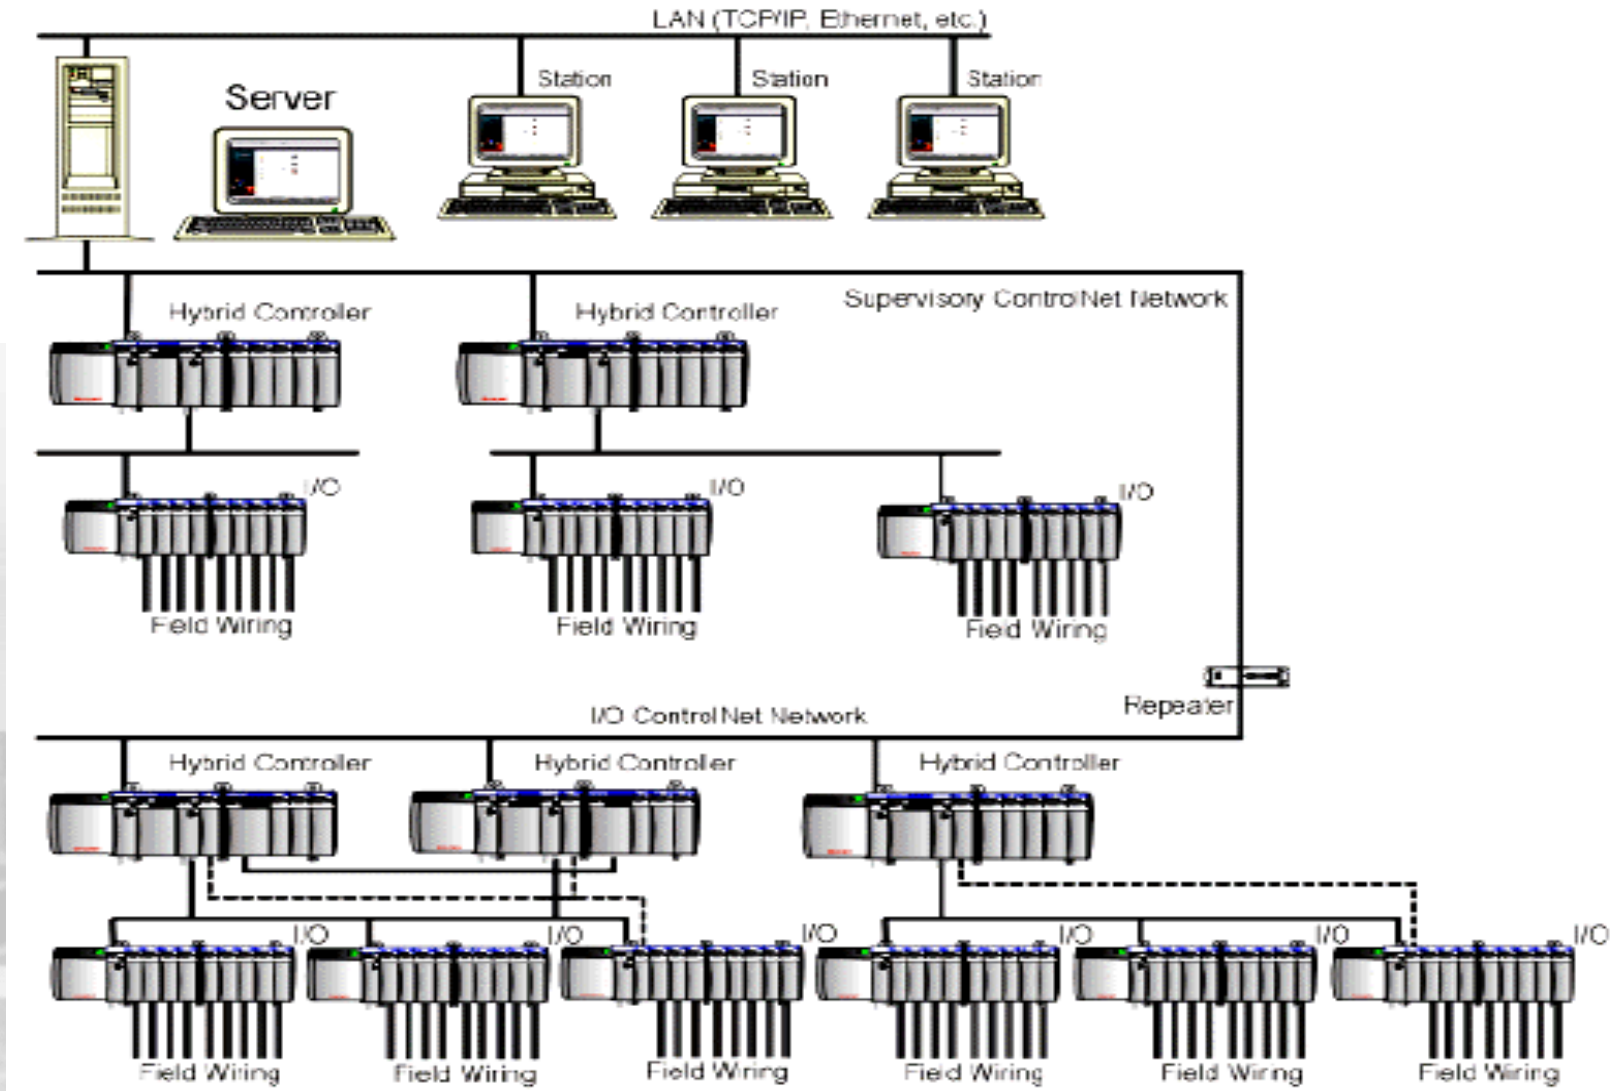 LAN (TCP/IP, Ethernet, etc.)
Server
Station
Station
Station
Supervisory ControlNet Network
Hybrid Controller
Hybrid Controller
I/O
I/O
I/O
Field Wiring
Field Wiring
Field Wiring
Repeater
I/O ControlNet Network
Hybrid Controller
Hybrid Controller
Hybrid Controller
I/O
I/O
I/O
I/O
I/O
I/O
Field Wiring
Field Wiring
Field Wiring
Field Wiring
Field Wiring
Field Wiring